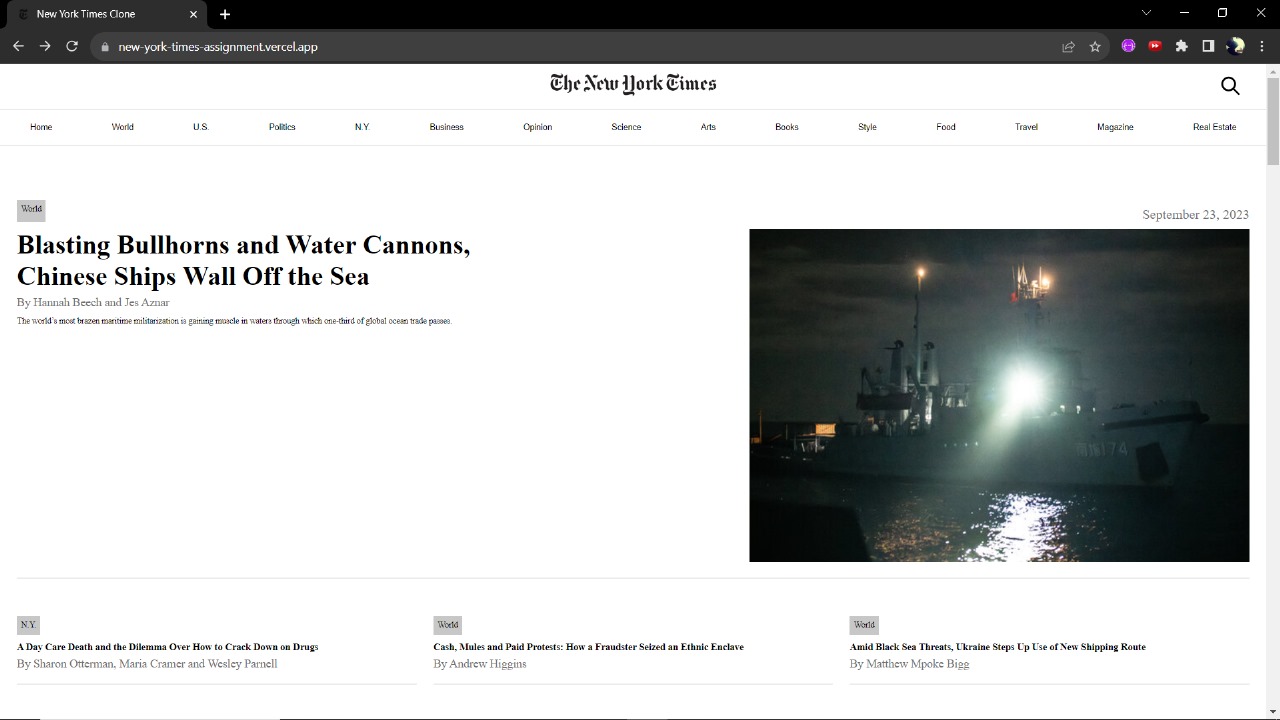 New York Times Clone
new-york-times-assignment.vercel.app
The New York Times
Home World U.S. Politics N.Y. Business Opinion Science Arts Books Style Food Travel Magazine Real Estate
World
September 23, 2023
Blasting Bullhorns and Water Cannons,
Chinese Ships Wall Off the Sea
By Hannah Beech and Jes Aznar
The world's most brazen maritime militarization is gaining muscle in waters through which one-third of global ocean trade passes.
N.Y.
A Day Care Death and the Dilemma Over How to Crack Down on Drugs
By Sharon Otterman, Maria Cramer and Wesley Parnell
World
Cash, Mules and Paid Protests: How a Fraudster Seized an Ethnic Enclave
By Andrew Higgins
World
Amid Black Sea Threats, Ukraine Steps Up Use of New Shipping Route
By Matthew Mpoke Bigg